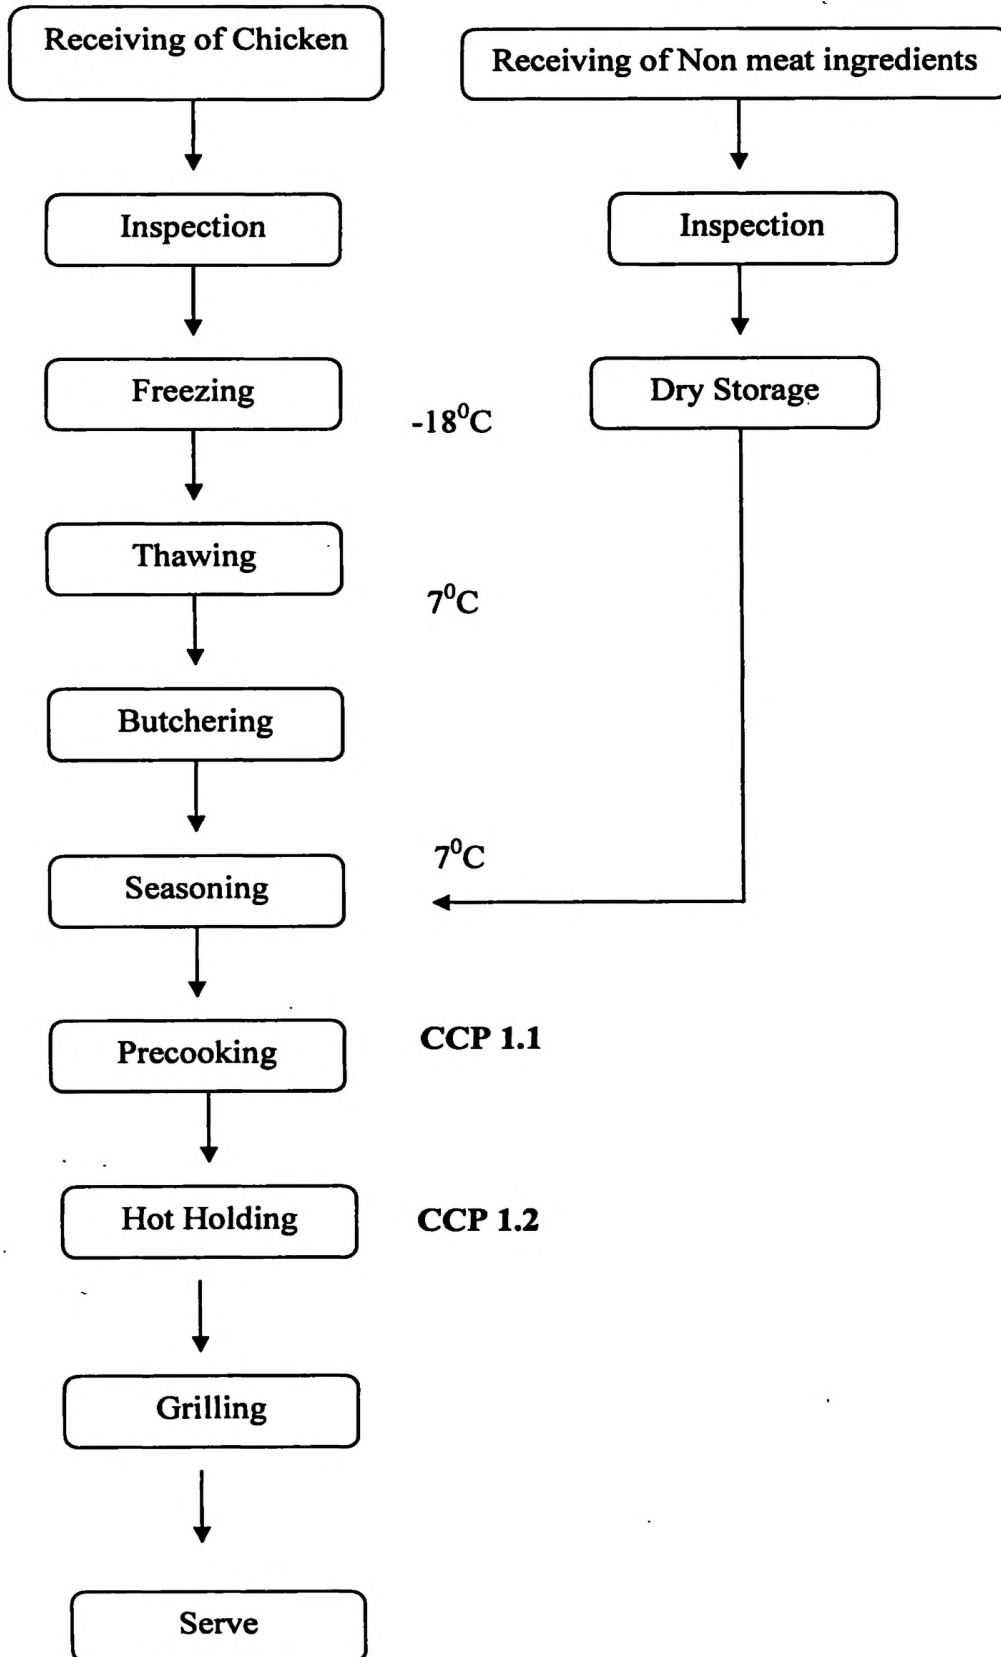 Receiving of Chicken
Receiving of Non meat ingredients
Inspection
Inspection
Freezing
Dry Storage
-18⁰C
Thawing
7⁰C
Butchering
7⁰C
Seasoning
Precooking
CCP 1.1
Hot Holding
CCP 1.2
Grilling
Serve